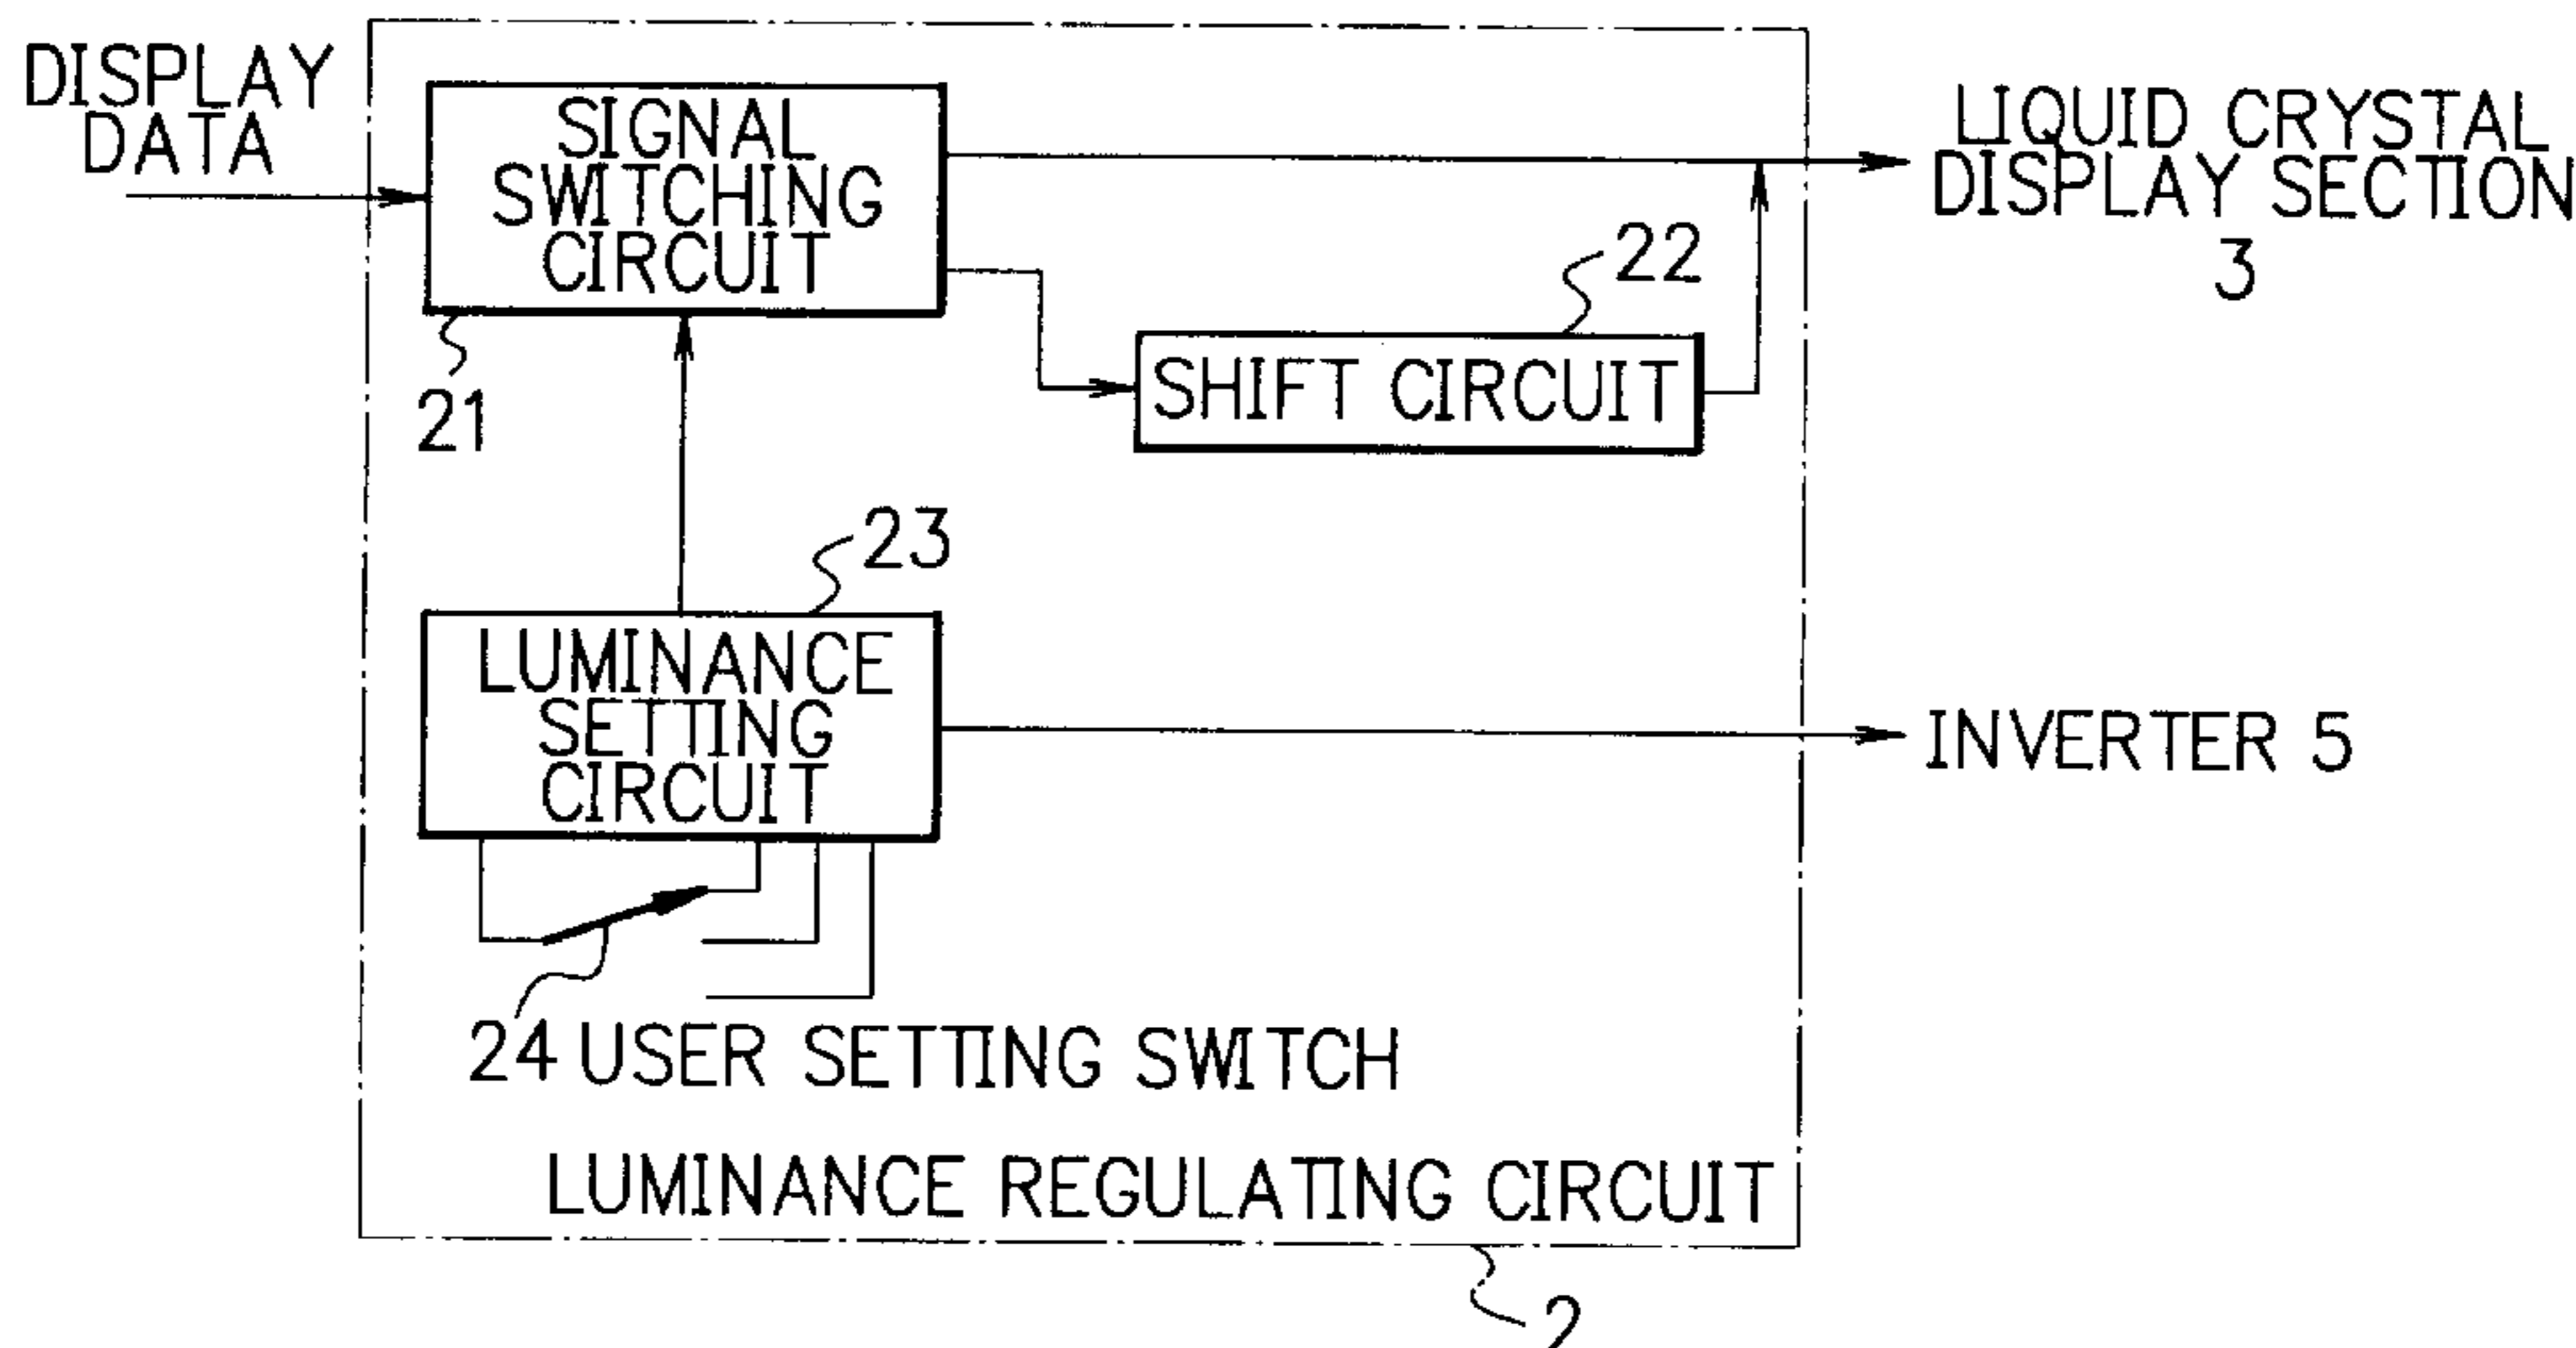 DISPLAY
DATA
SIGNAL
SWITCHING
CIRCUIT
21
LIQUID CRYSTAL
DISPLAY SECTION
3
22
SHIFT CIRCUIT
23
LUMINANCE
SETTING
CIRCUIT
INVERTER 5
24 USER SETTING SWITCH
LUMINANCE REGULATING CIRCUIT
2